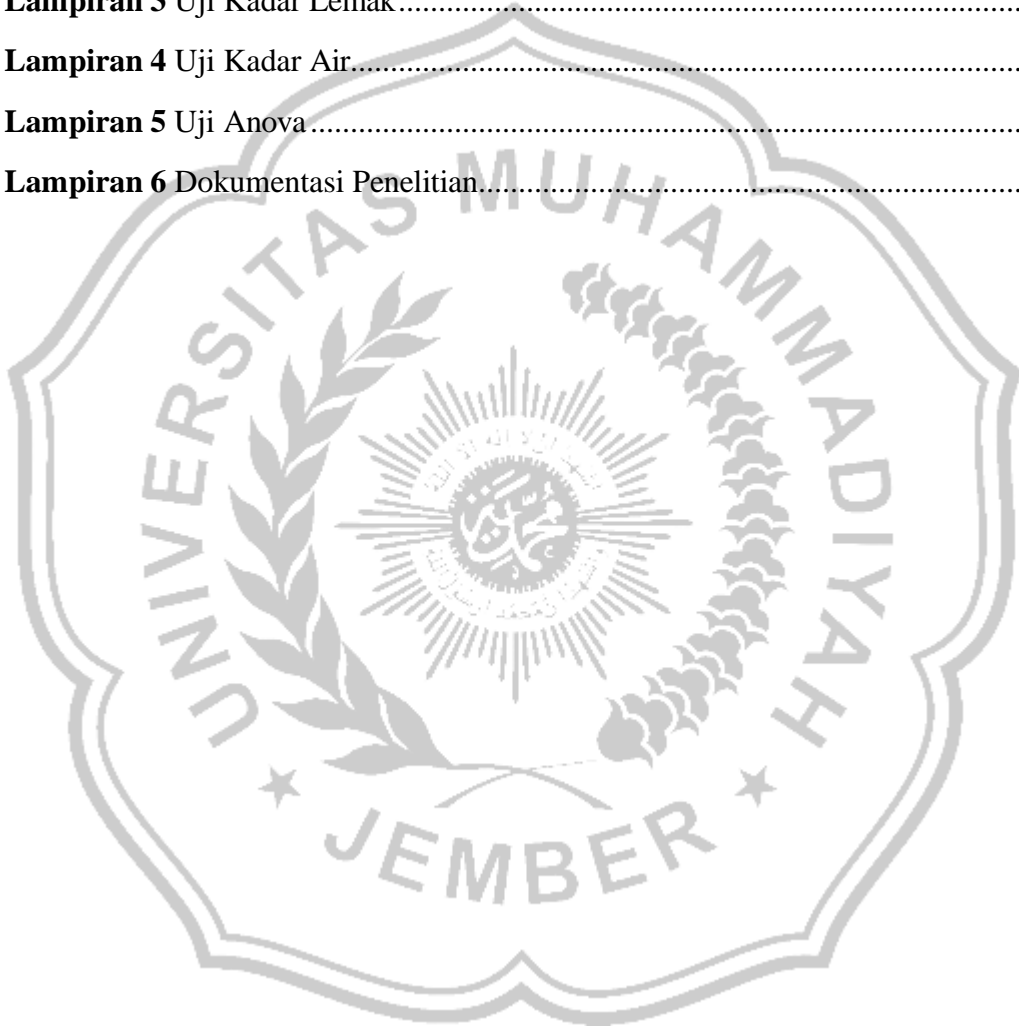 Lampiran 3 Uji Kadar Lemak..........................................................................
Lampiran 4 Uji Kadar Air................................................................................
Lampiran 5 Uji Anova.....................................................................................
Lampiran 6 Dokumentasi Penelitian................................................................
UNIVERSITAS MUHAMMADIYAH
JEMBER